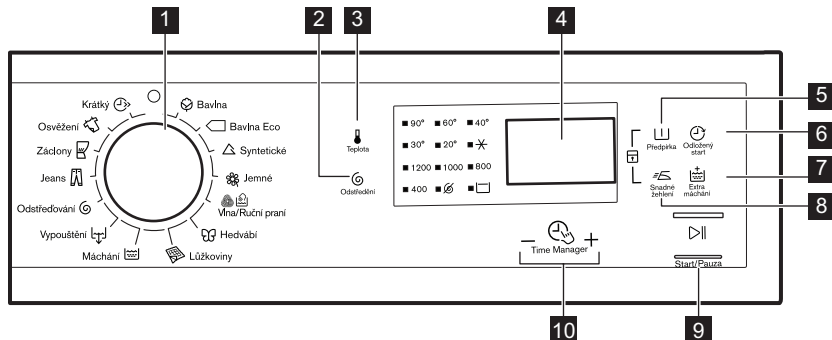 1
2
3
4
5
6
7
8
9
10
Krátký
Osvěžení
Záclony
Jeans
Odstřeďování
Vypouštění
Máchání
Bavlna
Bavlna Eco
Syntetické
Jemné
Vlna/Ruční praní
Hedvábí
Lůžkoviny
Teplota
Odstředění
90° 60° 40°
30° 20°
1200 1000 800
400
Předpírka
Odložený
start
Snadné
žehlení
Extra
máchání
− Time Manager +
Start/Pauza